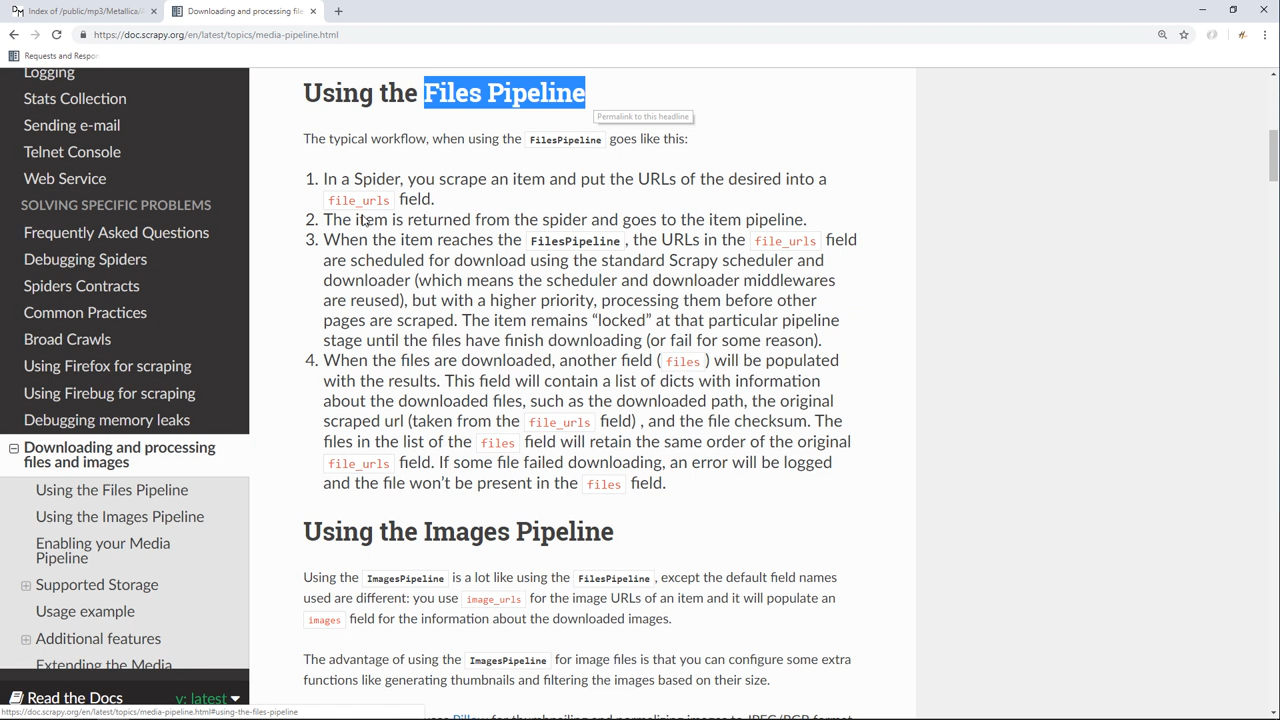 Index of /public/mp3/Metallica/
Downloading and processing file
https://doc.scrapy.org/en/latest/topics/media-pipeline.html
Requests and Respon
Logging
Stats Collection
Sending e-mail
Telnet Console
Web Service
SOLVING SPECIFIC PROBLEMS
Frequently Asked Questions
Debugging Spiders
Spiders Contracts
Common Practices
Broad Crawls
Using Firefox for scraping
Using Firebug for scraping
Debugging memory leaks
Downloading and processing
files and images
Using the Files Pipeline
Using the Images Pipeline
Enabling your Media
Pipeline
Supported Storage
Usage example
Additional features
Extending the Media
Read the Docs
v: latest
https://doc.scrapy.org/en/latest/topics/media-pipeline.html#using-the-files-pipeline
Using the Files Pipeline
Permalink to this headline
The typical workflow, when using the FilesPipeline goes like this:
1. In a Spider, you scrape an item and put the URLs of the desired into a
file_urls field.
2. The item is returned from the spider and goes to the item pipeline.
3. When the item reaches the FilesPipeline, the URLs in the file_urls field
are scheduled for download using the standard Scrapy scheduler and
downloader (which means the scheduler and downloader middlewares
are reused), but with a higher priority, processing them before other
pages are scraped. The item remains “locked” at that particular pipeline
stage until the files have finish downloading (or fail for some reason).
4. When the files are downloaded, another field ( files ) will be populated
with the results. This field will contain a list of dicts with information
about the downloaded files, such as the downloaded path, the original
scraped url (taken from the file_urls field) , and the file checksum. The
files in the list of the files field will retain the same order of the original
file_urls field. If some file failed downloading, an error will be logged
and the file won’t be present in the files field.
Using the Images Pipeline
Using the ImagesPipeline is a lot like using the FilesPipeline, except the default field names
used are different: you use image_urls for the image URLs of an item and it will populate an
images field for the information about the downloaded images.
The advantage of using the ImagesPipeline for image files is that you can configure some extra
functions like generating thumbnails and filtering the images based on their size.
uses Pillow for thumbnailing and normalizing images to JPEG/RGB format